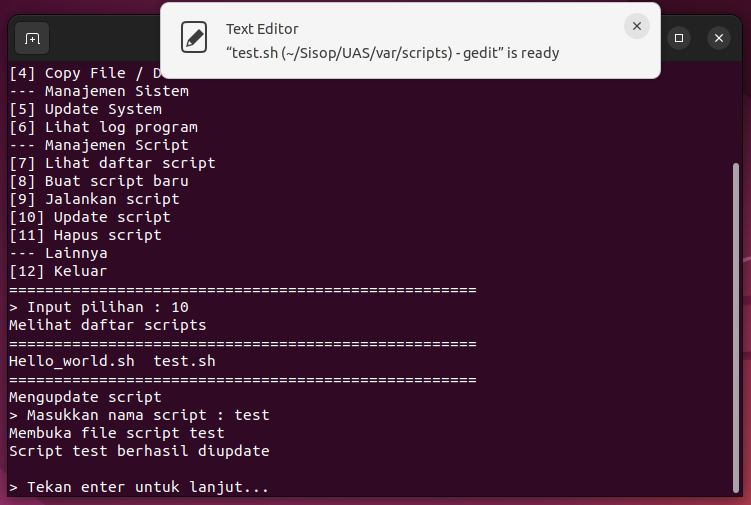 Text Editor
“test.sh (~/Sisop/UAS/var/scripts) - gedit” is ready
[4] Copy File / D
--- Manajemen Sistem
[5] Update System
[6] Lihat log program
--- Manajemen Script
[7] Lihat daftar script
[8] Buat script baru
[9] Jalankan script
[10] Update script
[11] Hapus script
--- Lainnya
[12] Keluar
====================================================
> Input pilihan : 10
Melihat daftar scripts
====================================================
Hello_world.sh  test.sh
====================================================
Mengupdate script
> Masukkan nama script : test
Membuka file script test
Script test berhasil diupdate
> Tekan enter untuk lanjut...